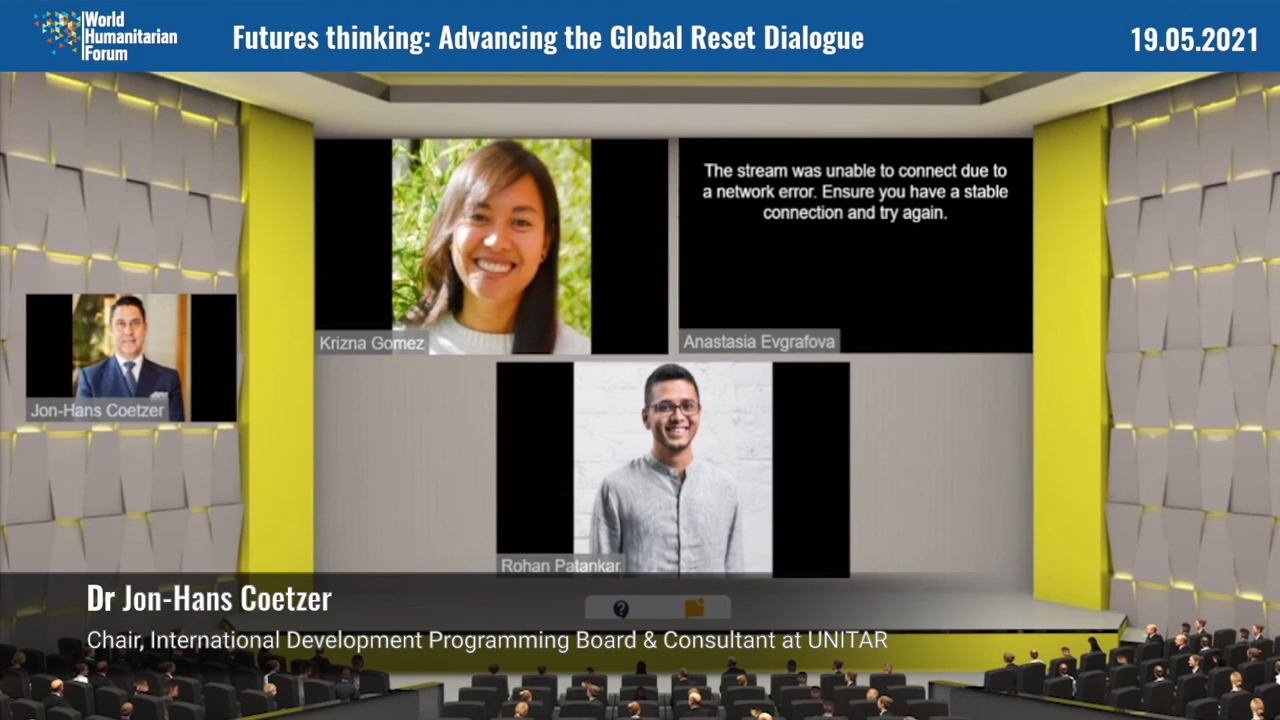 World
Humanitarian
Forum
Futures thinking: Advancing the Global Reset Dialogue
19.05.2021
The stream was unable to connect due to
a network error. Ensure you have a stable
connection and try again.
Krizna Gomez
Anastasia Evgrafova
Jon-Hans Coetzer
Rohan Patankar
Dr Jon-Hans Coetzer
Chair, International Development Programming Board & Consultant at UNITAR